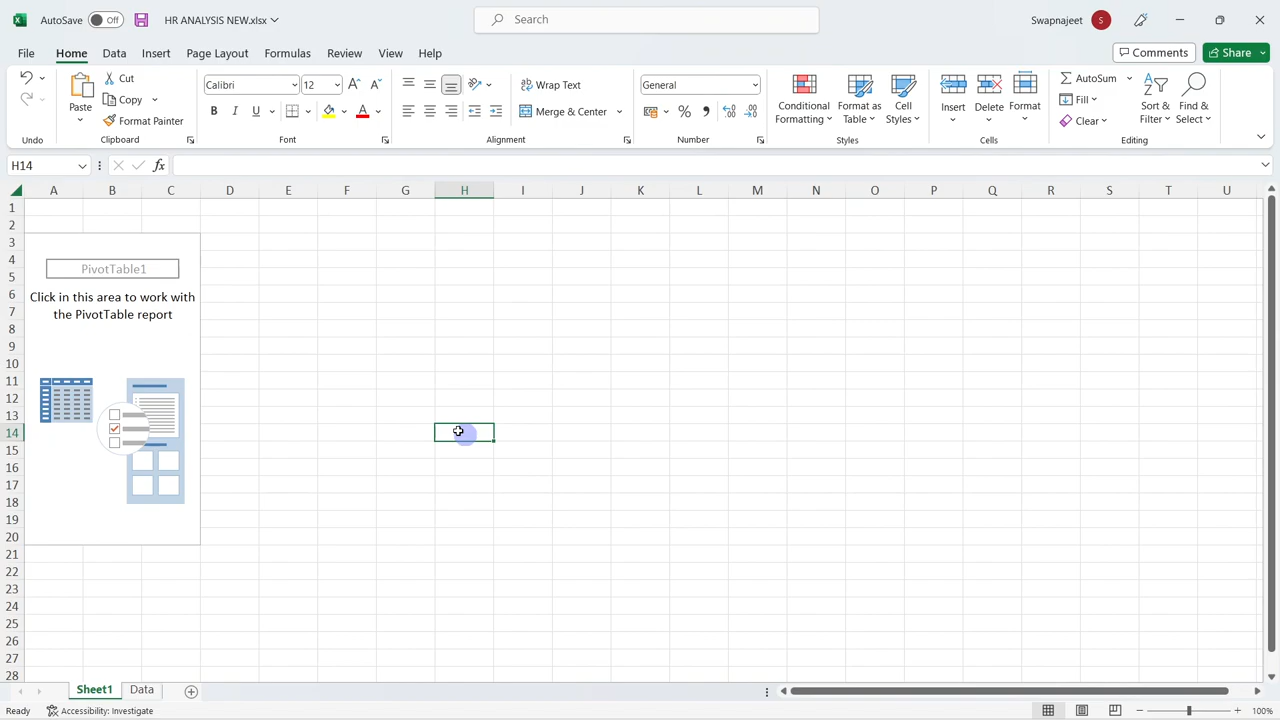 AutoSave Off HR ANALYSIS NEW.xlsx Search Swapnajeet S
File Home Data Insert Page Layout Formulas Review View Help Comments Share
Paste Cut Copy Format Painter
Clipboard
Calibri 12
B I U A
Font
Wrap Text
Merge & Center
Alignment
General
%
Number
Conditional Formatting Format as Table Cell Styles
Styles
Insert Delete Format
Cells
AutoSum Fill Clear Sort & Filter Find & Select
Editing
Undo
H14 fx
A B C D E F G H I J K L M N O P Q R S T U
1
2
3
4
5
6
7
8
9
10
11
12
13
14
15
16
17
18
19
20
21
22
23
24
25
26
27
28
PivotTable1
Click in this area to work with
the PivotTable report
Sheet1 Data
Ready Accessibility: Investigate 100%